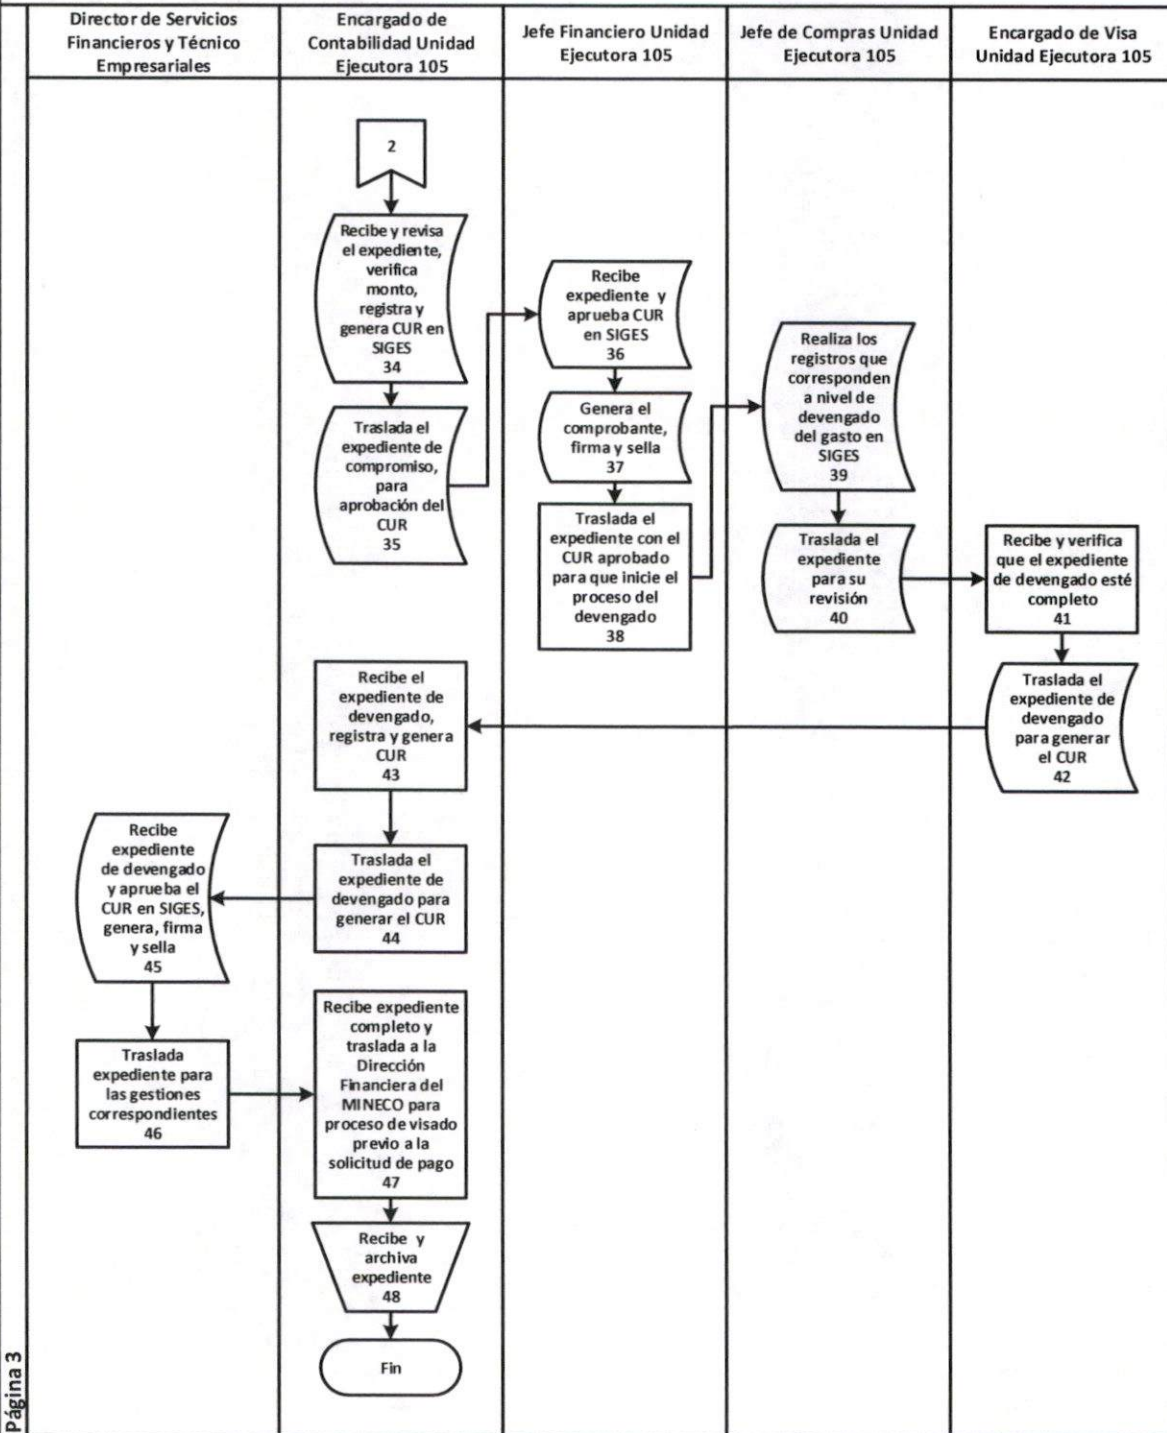 Director de Servicios
Financieros y Técnico
Empresariales
Encargado de
Contabilidad Unidad
Ejecutora 105
Jefe Financiero Unidad
Ejecutora 105
Jefe de Compras Unidad
Ejecutora 105
Encargado de Visa
Unidad Ejecutora 105
2
Recibe y revisa
el expediente,
verifica
monto,
registra y
genera CUR en
SIGES
34
Traslada el
expediente de
compromiso,
para
aprobación del
CUR
35
Recibe
expediente y
aprueba CUR
en SIGES
36
Genera el
comprobante,
firma y sella
37
Traslada el
expediente con el
CUR aprobado
para que inicie el
proceso del
devengado
38
Realiza los
registros que
corresponden
a nivel de
devengado
del gasto en
SIGES
39
Traslada el
expediente
para su
revisión
40
Recibe y verifica
que el expediente
de devengado esté
completo
41
Traslada el
expediente de
devengado
para generar
el CUR
42
Recibe el
expediente de
devengado,
registra y genera
CUR
43
Traslada el
expediente de
devengado para
generar el CUR
44
Recibe
expediente
de devengado
y aprueba el
CUR en SIGES,
genera, firma
y sella
45
Traslada
expediente para
las gestiones
correspondientes
46
Recibe expediente
completo y
traslada a la
Dirección
Financiera del
MINECO para
proceso de visado
previo a la
solicitud de pago
47
Recibe y
archiva
expediente
48
Fin
Página 3